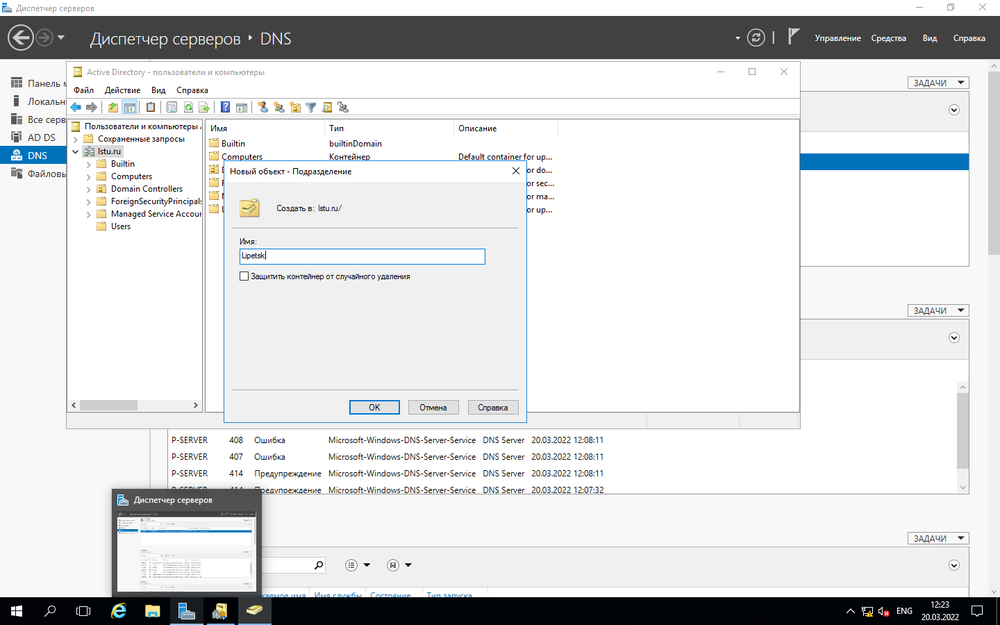 Диспетчер серверов
Диспетчер серверов
DNS
Управление
Средства
Вид
Справка
Active Directory - пользователи и компьютеры
Файл
Действие
Вид
Справка
Панель
Локальн
Все серв
AD DS
DNS
Файловы
Пользователи и компьютеры
Сохраненные запросы
lstu.ru
Builtin
Computers
Domain Controllers
ForeignSecurityPrincipals
Managed Service Accoun
Users
Имя Тип Описание
Builtin builtinDomain
Computers Контейнер Default container for up...
or do...
or sec...
or ma...
or up...
Новый объект - Подразделение
Создать в: lstu.ru/
Имя:
Lipetsk
Защитить контейнер от случайного удаления
OK
Отмена
Справка
ЗАДАЧИ
ЗАДАЧИ
P-SERVER 408 Ошибка Microsoft-Windows-DNS-Server-Service DNS Server 20.03.2022 12:08:11
P-SERVER 407 Ошибка Microsoft-Windows-DNS-Server-Service DNS Server 20.03.2022 12:08:11
P-SERVER 414 Предупреждение Microsoft-Windows-DNS-Server-Service DNS Server 20.03.2022 12:08:11
P-SERVER 414 Предупреждение Microsoft-Windows-DNS-Server-Service DNS Server 20.03.2022 12:07:32
Диспетчер серверов
ЗАДАЧИ
жаемое имя Имя службы Состояние Тип запуска
ENG
12:23
20.03.2022